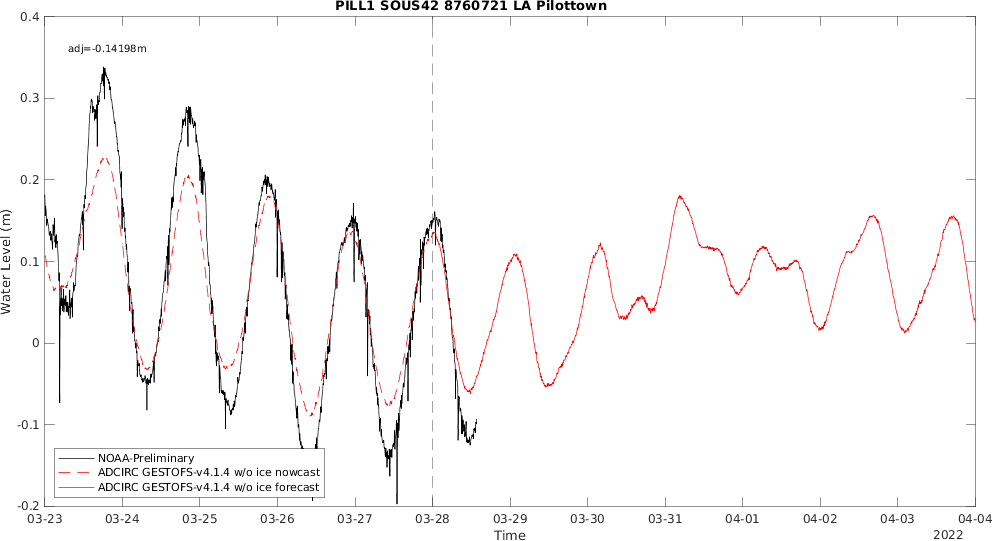 PILL1 SOUS42 8760721 LA Pilottown
adj=-0.14198m
Water Level (m)
0.4
0.3
0.2
0.1
0
-0.1
-0.2
NOAA-Preliminary
ADCIRC GESTOFS-v4.1.4 w/o ice nowcast
ADCIRC GESTOFS-v4.1.4 w/o ice forecast
03-23 03-24 03-25 03-26 03-27 03-28 03-29 03-30 03-31 04-01 04-02 04-03 04-04
Time
2022